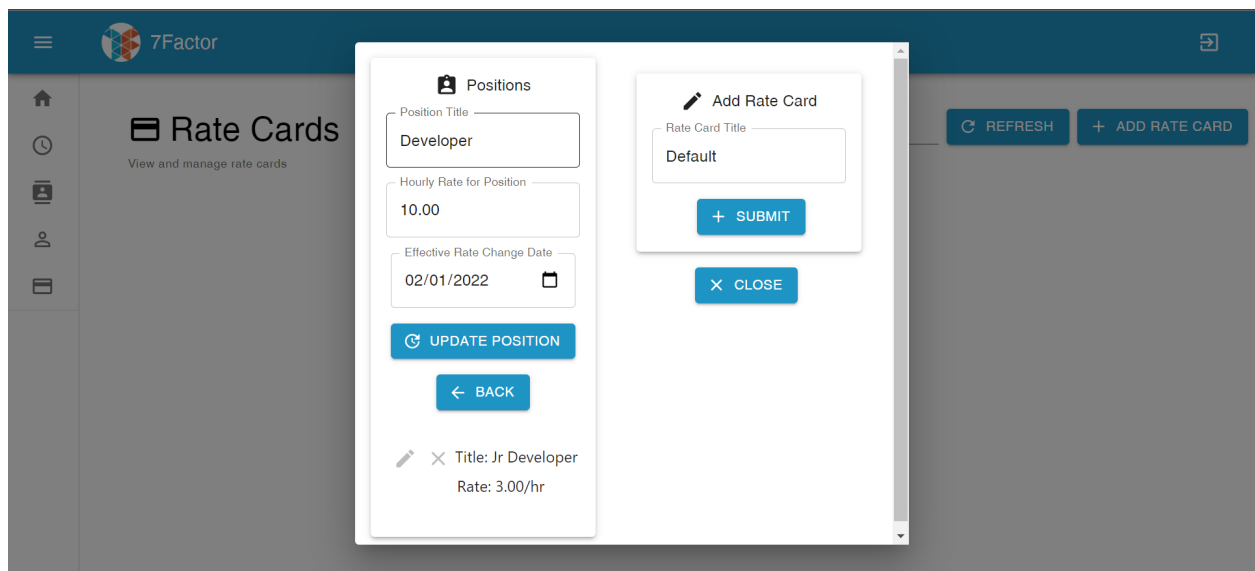 7Factor
Rate Cards
View and manage rate cards
REFRESH
ADD RATE CARD
Positions
Position Title
Developer
Hourly Rate for Position
10.00
Effective Rate Change Date
02/01/2022
UPDATE POSITION
BACK
Title: Jr Developer
Rate: 3.00/hr
Add Rate Card
Rate Card Title
Default
SUBMIT
CLOSE